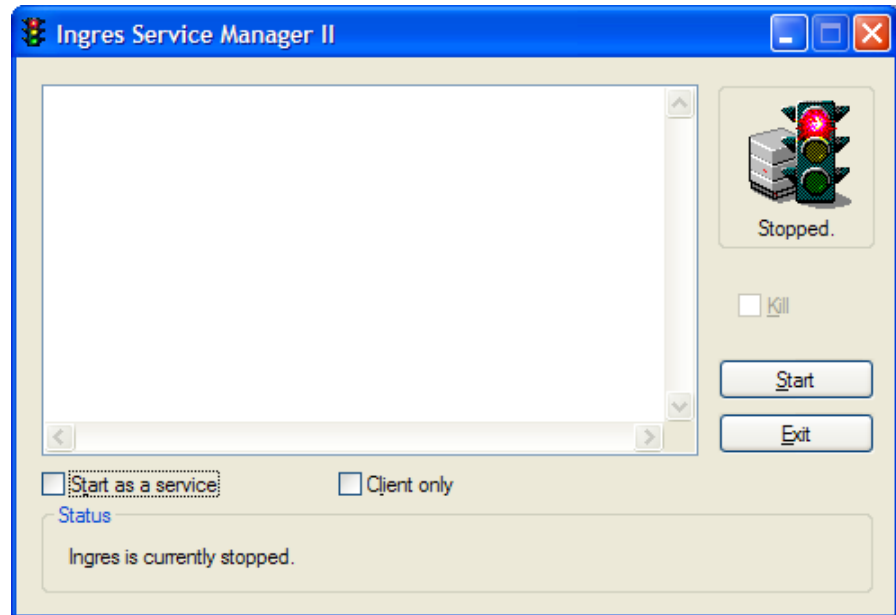 Ingres Service Manager II
Stopped.
Kill
Start
Exit
Start as a service
Client only
Status
Ingres is currently stopped.